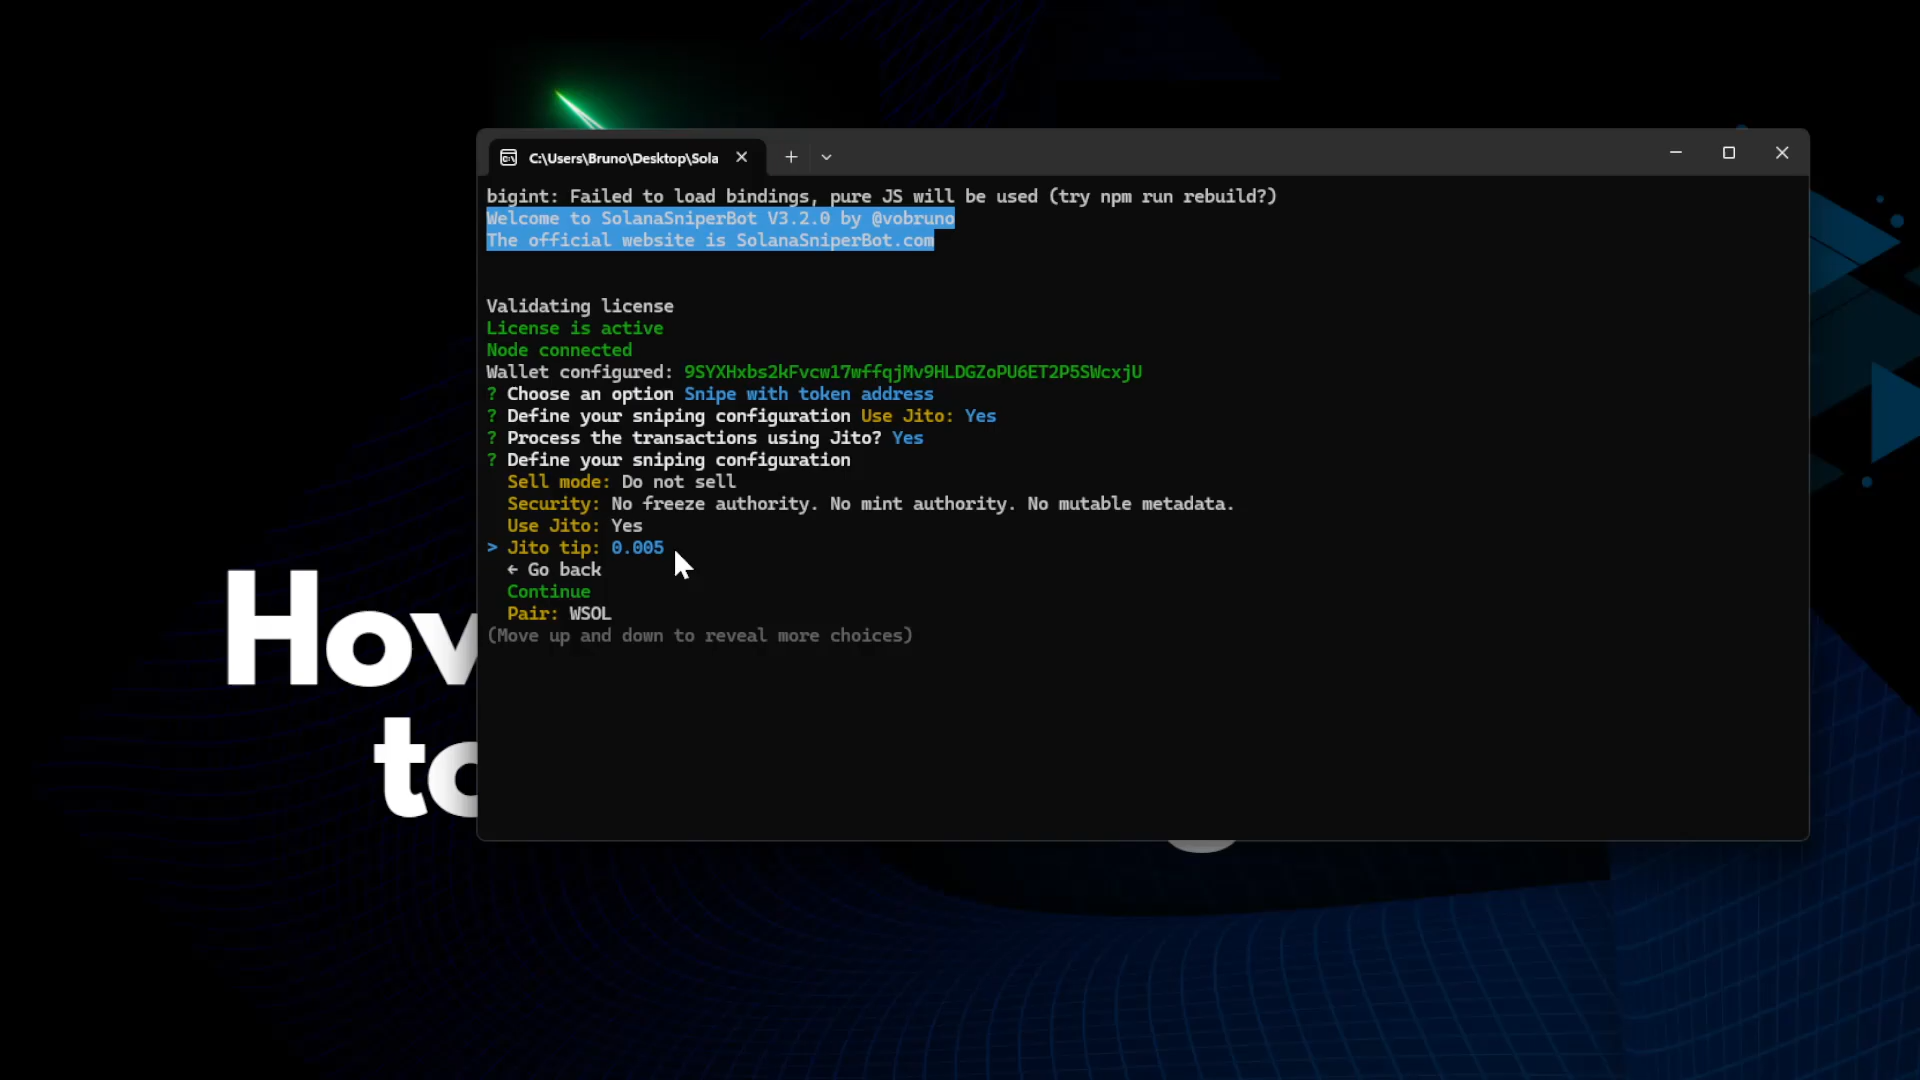 C:\Users\Bruno\Desktop\Sola
bigint: Failed to load bindings, pure JS will be used (try npm run rebuild?)
Welcome to SolanaSniperBot V3.2.0 by @vobruno
The official website is SolanaSniperBot.com
Validating license
License is active
Node connected
Wallet configured: 9SYXHxbs2kFvcw17wffqjMv9HLDGZoPU6ET2P5SWcxjU
? Choose an option Snipe with token address
? Define your sniping configuration Use Jito: Yes
? Process the transactions using Jito? Yes
? Define your sniping configuration
Sell mode: Do not sell
Security: No freeze authority. No mint authority. No mutable metadata.
Use Jito: Yes
> Jito tip: 0.005
← Go back
Continue
Pair: WSOL
(Move up and down to reveal more choices)
How
to